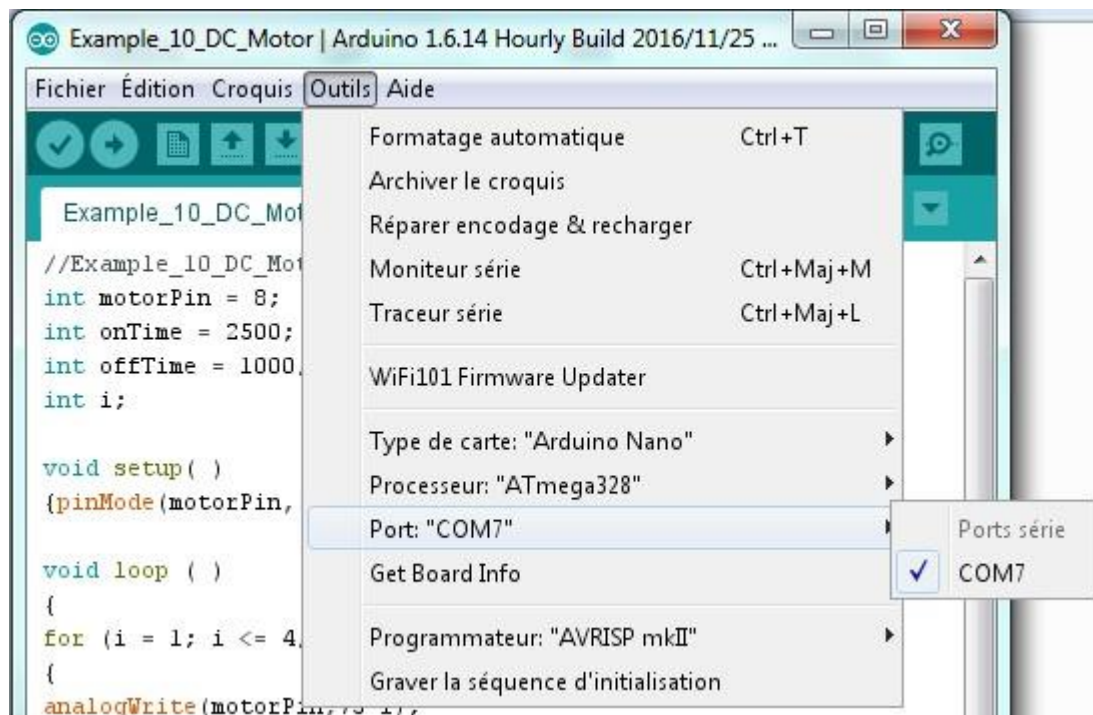 Example_10_DC_Motor | Arduino 1.6.14 Hourly Build 2016/11/25 ...
Fichier Édition Croquis Outils Aide
Example_10_DC_Mot
//Example_10_DC_Mot
int motorPin = 8;
int onTime = 2500;
int offTime = 1000
int i;
void setup( )
{pinMode(motorPin,
void loop ( )
{
for (i = 1; i <= 4
{
analogWrite(motorPin,
Formatage automatique Ctrl+T
Archiver le croquis
Réparer encodage & recharger
Moniteur série Ctrl+Maj+M
Traceur série Ctrl+Maj+L
WiFi101 Firmware Updater
Type de carte: "Arduino Nano"
Processeur: "ATmega328"
Port: "COM7"
Get Board Info
Programmateur: "AVRISP mkII"
Graver la séquence d'initialisation
Ports série
COM7